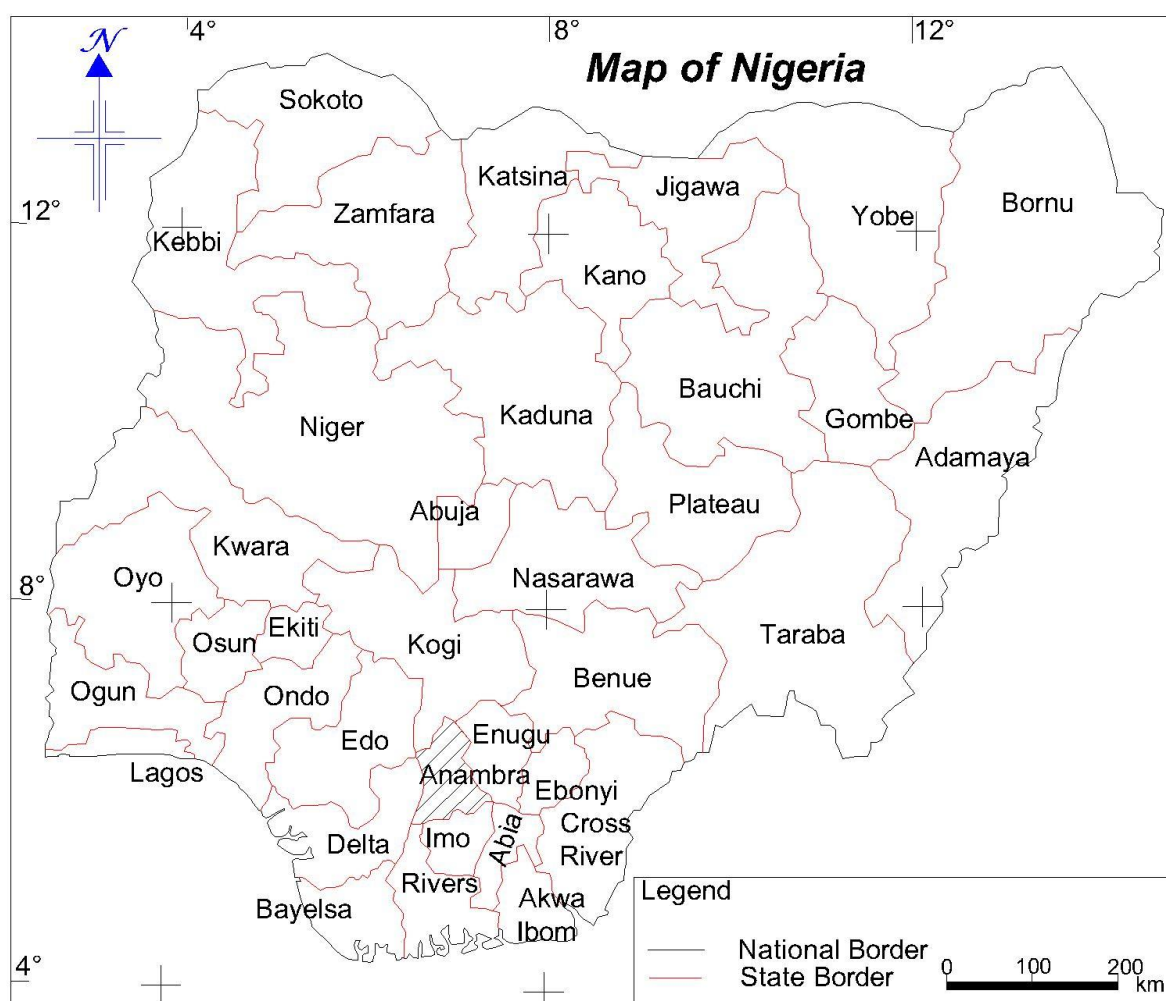 4°
8°
12°
N
Map of Nigeria
Sokoto
Katsina
Jigawa
Zamfara
12°
Yobe
Bornu
Kebbi
Kano
Bauchi
Niger
Kaduna
Gombe
Adamaya
Abuja
Plateau
Kwara
8°
Oyo
Nasarawa
Osun
Ekiti
Kogi
Taraba
Ogun
Ondo
Benue
Edo
Enugu
Lagos
Anambra
Ebonyi
Delta
Imo
Abia
Cross
River
Rivers
Bayelsa
Akwa
Ibom
4°
Legend
National Border
State Border
0 100 200
km